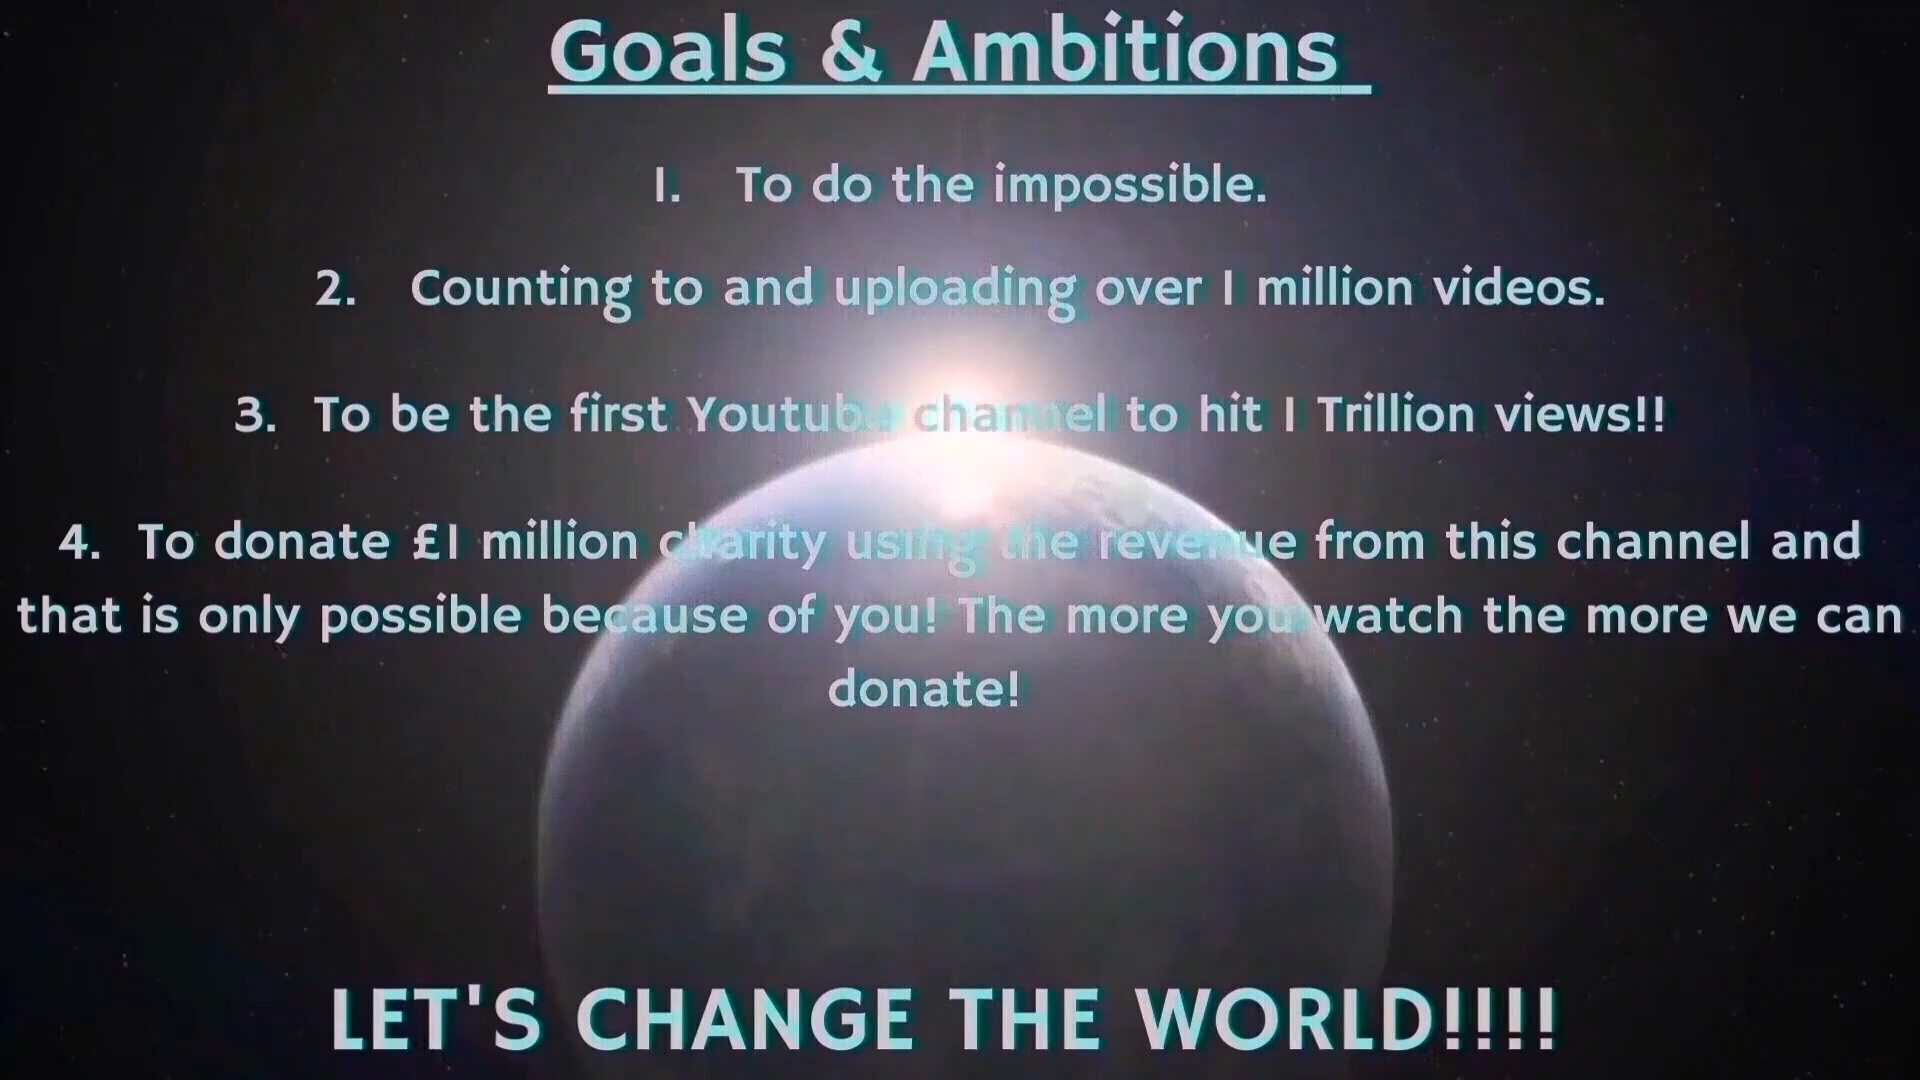 Goals & Ambitions
1. To do the impossible.
2. Counting to and uploading over 1 million videos.
3. To be the first Youtube channel to hit 1 Trillion views!!
4. To donate £1 million charity using the revenue from this channel and
that is only possible because of you! The more you watch the more we can
donate!
LET'S CHANGE THE WORLD!!!!